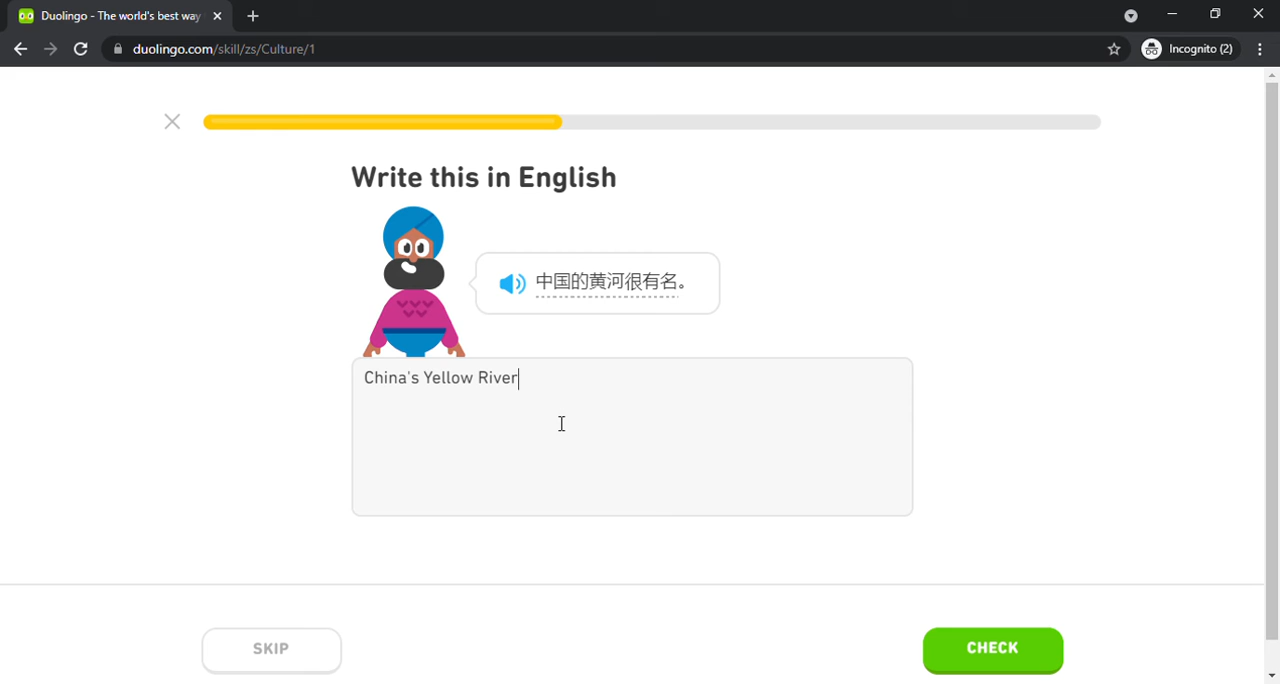 Duolingo - The world's best way
duolingo.com/skill/zs/Culture/1
Incognito (2)
Write this in English
中国的黄河很有名。
China's Yellow River
SKIP
CHECK